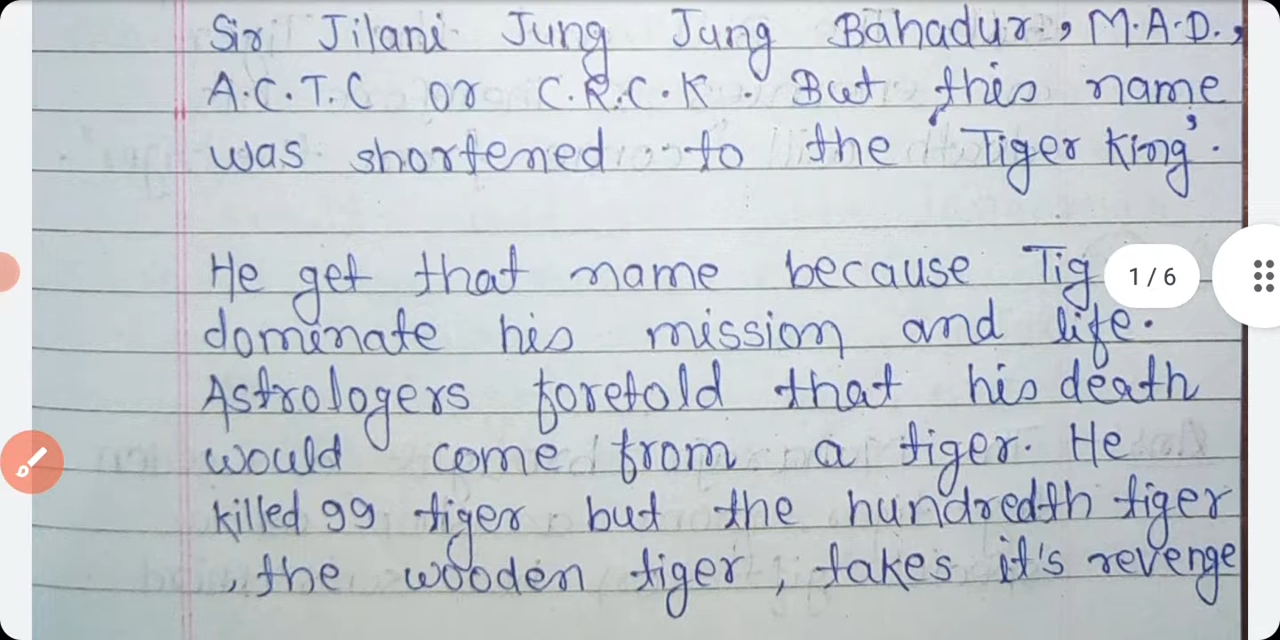 Sir Jilani Jung Jung Bahadur, M.A.D.,
A.C.T.C or C.R.C.K. But this name
was shortened to the 'Tiger King'.
He get that name because Tig
1 / 6
dominate his mission and life.
Astrologers foretold that his death
would come from a tiger. He
killed 99 tiger but the hundredth tiger
, the wooden tiger, takes it's revenge